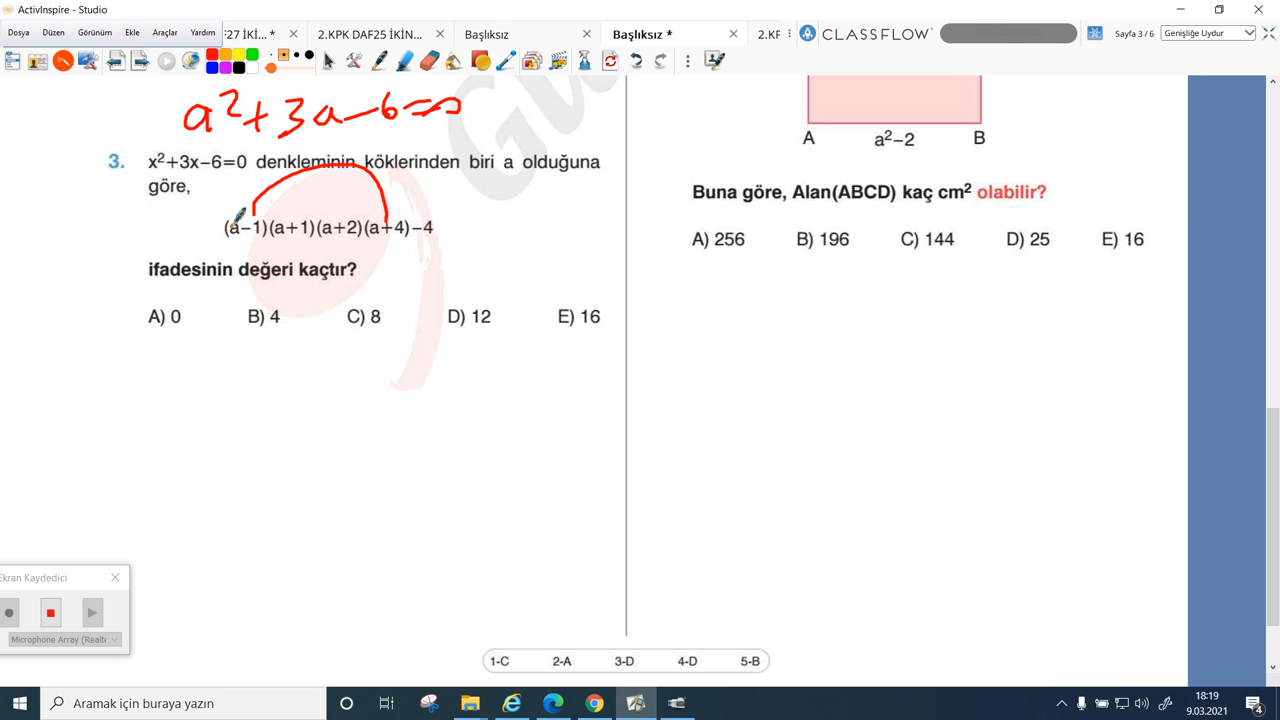 ActivInspire - Studio
Dosya Düzen Görünüm Ekle Araçlar Yardım
F27 İKİ... * 2.KPK DAF25 İKİN... Başlıksız Başlıksız * 2.KF
CLASSFLOW
Sayfa 3 / 6 Genişliğe Uydur
a²+3a-6=0
3. x²+3x–6=0 denkleminin köklerinden biri a olduğuna
göre,
(a–1)(a+1)(a+2)(a+4)–4
ifadesinin değeri kaçtır?
A) 0 B) 4 C) 8 D) 12 E) 16
A a²–2 B
Buna göre, Alan(ABCD) kaç cm² olabilir?
A) 256 B) 196 C) 144 D) 25 E) 16
Ekran Kaydedici
Microphone Array (Realt
1-C 2-A 3-D 4-D 5-B
Aramak için buraya yazın
18:19
9.03.2021
4